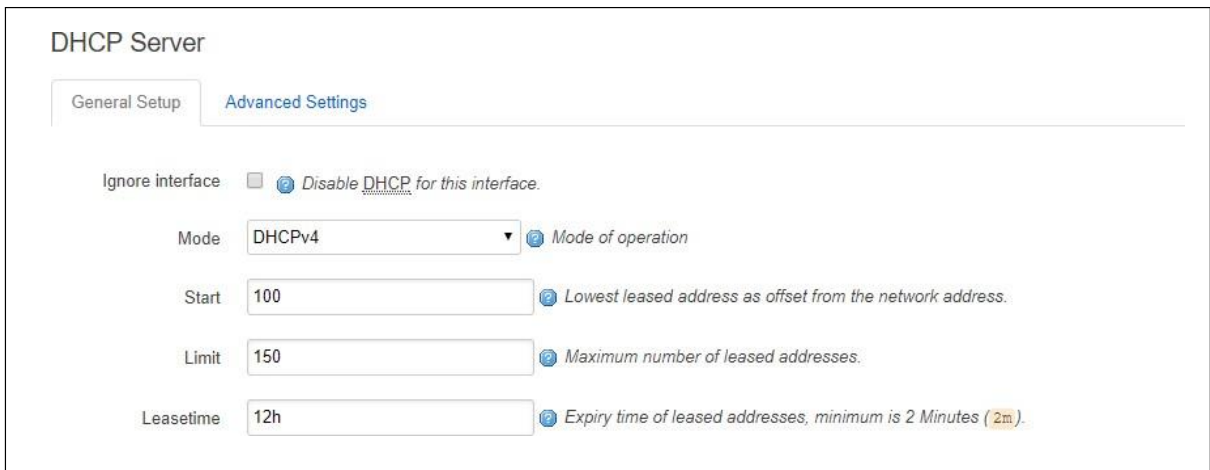 DHCP Server
General Setup Advanced Settings
Ignore interface Disable DHCP for this interface.
Mode DHCPv4 Mode of operation
Start 100 Lowest leased address as offset from the network address.
Limit 150 Maximum number of leased addresses.
Leasetime 12h Expiry time of leased addresses, minimum is 2 Minutes ( 2m ).